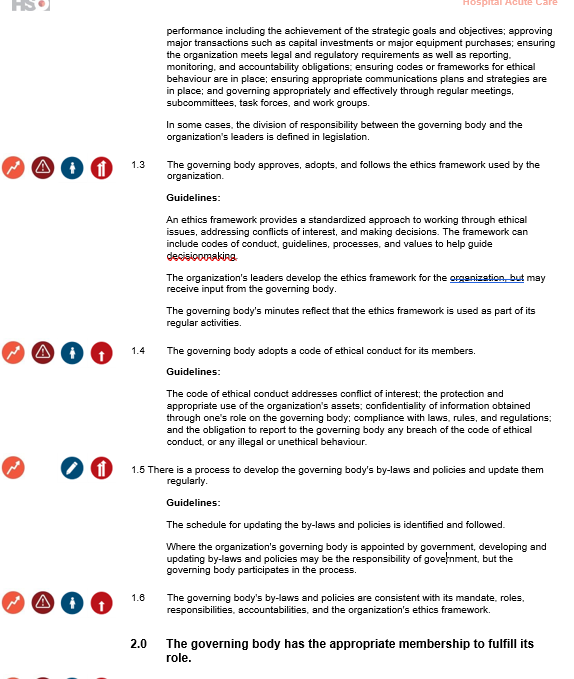 HSO
Hospital Acute Care
performance including the achievement of the strategic goals and objectives; approving
major transactions such as capital investments or major equipment purchases; ensuring
the organization meets legal and regulatory requirements as well as reporting,
monitoring, and accountability obligations; ensuring codes or frameworks for ethical
behaviour are in place; ensuring appropriate communications plans and strategies are
in place; and governing appropriately and effectively through regular meetings,
subcommittees, task forces, and work groups.
In some cases, the division of responsibility between the governing body and the
organization's leaders is defined in legislation.
1.3 The governing body approves, adopts, and follows the ethics framework used by the
organization.
Guidelines:
An ethics framework provides a standardized approach to working through ethical
issues, addressing conflicts of interest, and making decisions. The framework can
include codes of conduct, guidelines, processes, and values to help guide
decisionmaking.
The organization's leaders develop the ethics framework for the organization, but may
receive input from the governing body.
The governing body's minutes reflect that the ethics framework is used as part of its
regular activities.
1.4 The governing body adopts a code of ethical conduct for its members.
Guidelines:
The code of ethical conduct addresses conflict of interest; the protection and
appropriate use of the organization's assets; confidentiality of information obtained
through one's role on the governing body; compliance with laws, rules, and regulations;
and the obligation to report to the governing body any breach of the code of ethical
conduct, or any illegal or unethical behaviour.
1.5 There is a process to develop the governing body's by-laws and policies and update them
regularly.
Guidelines:
The schedule for updating the by-laws and policies is identified and followed.
Where the organization's governing body is appointed by government, developing and
updating by-laws and policies may be the responsibility of government, but the
governing body participates in the process.
1.6 The governing body's by-laws and policies are consistent with its mandate, roles,
responsibilities, accountabilities, and the organization's ethics framework.
2.0 The governing body has the appropriate membership to fulfill its
role.